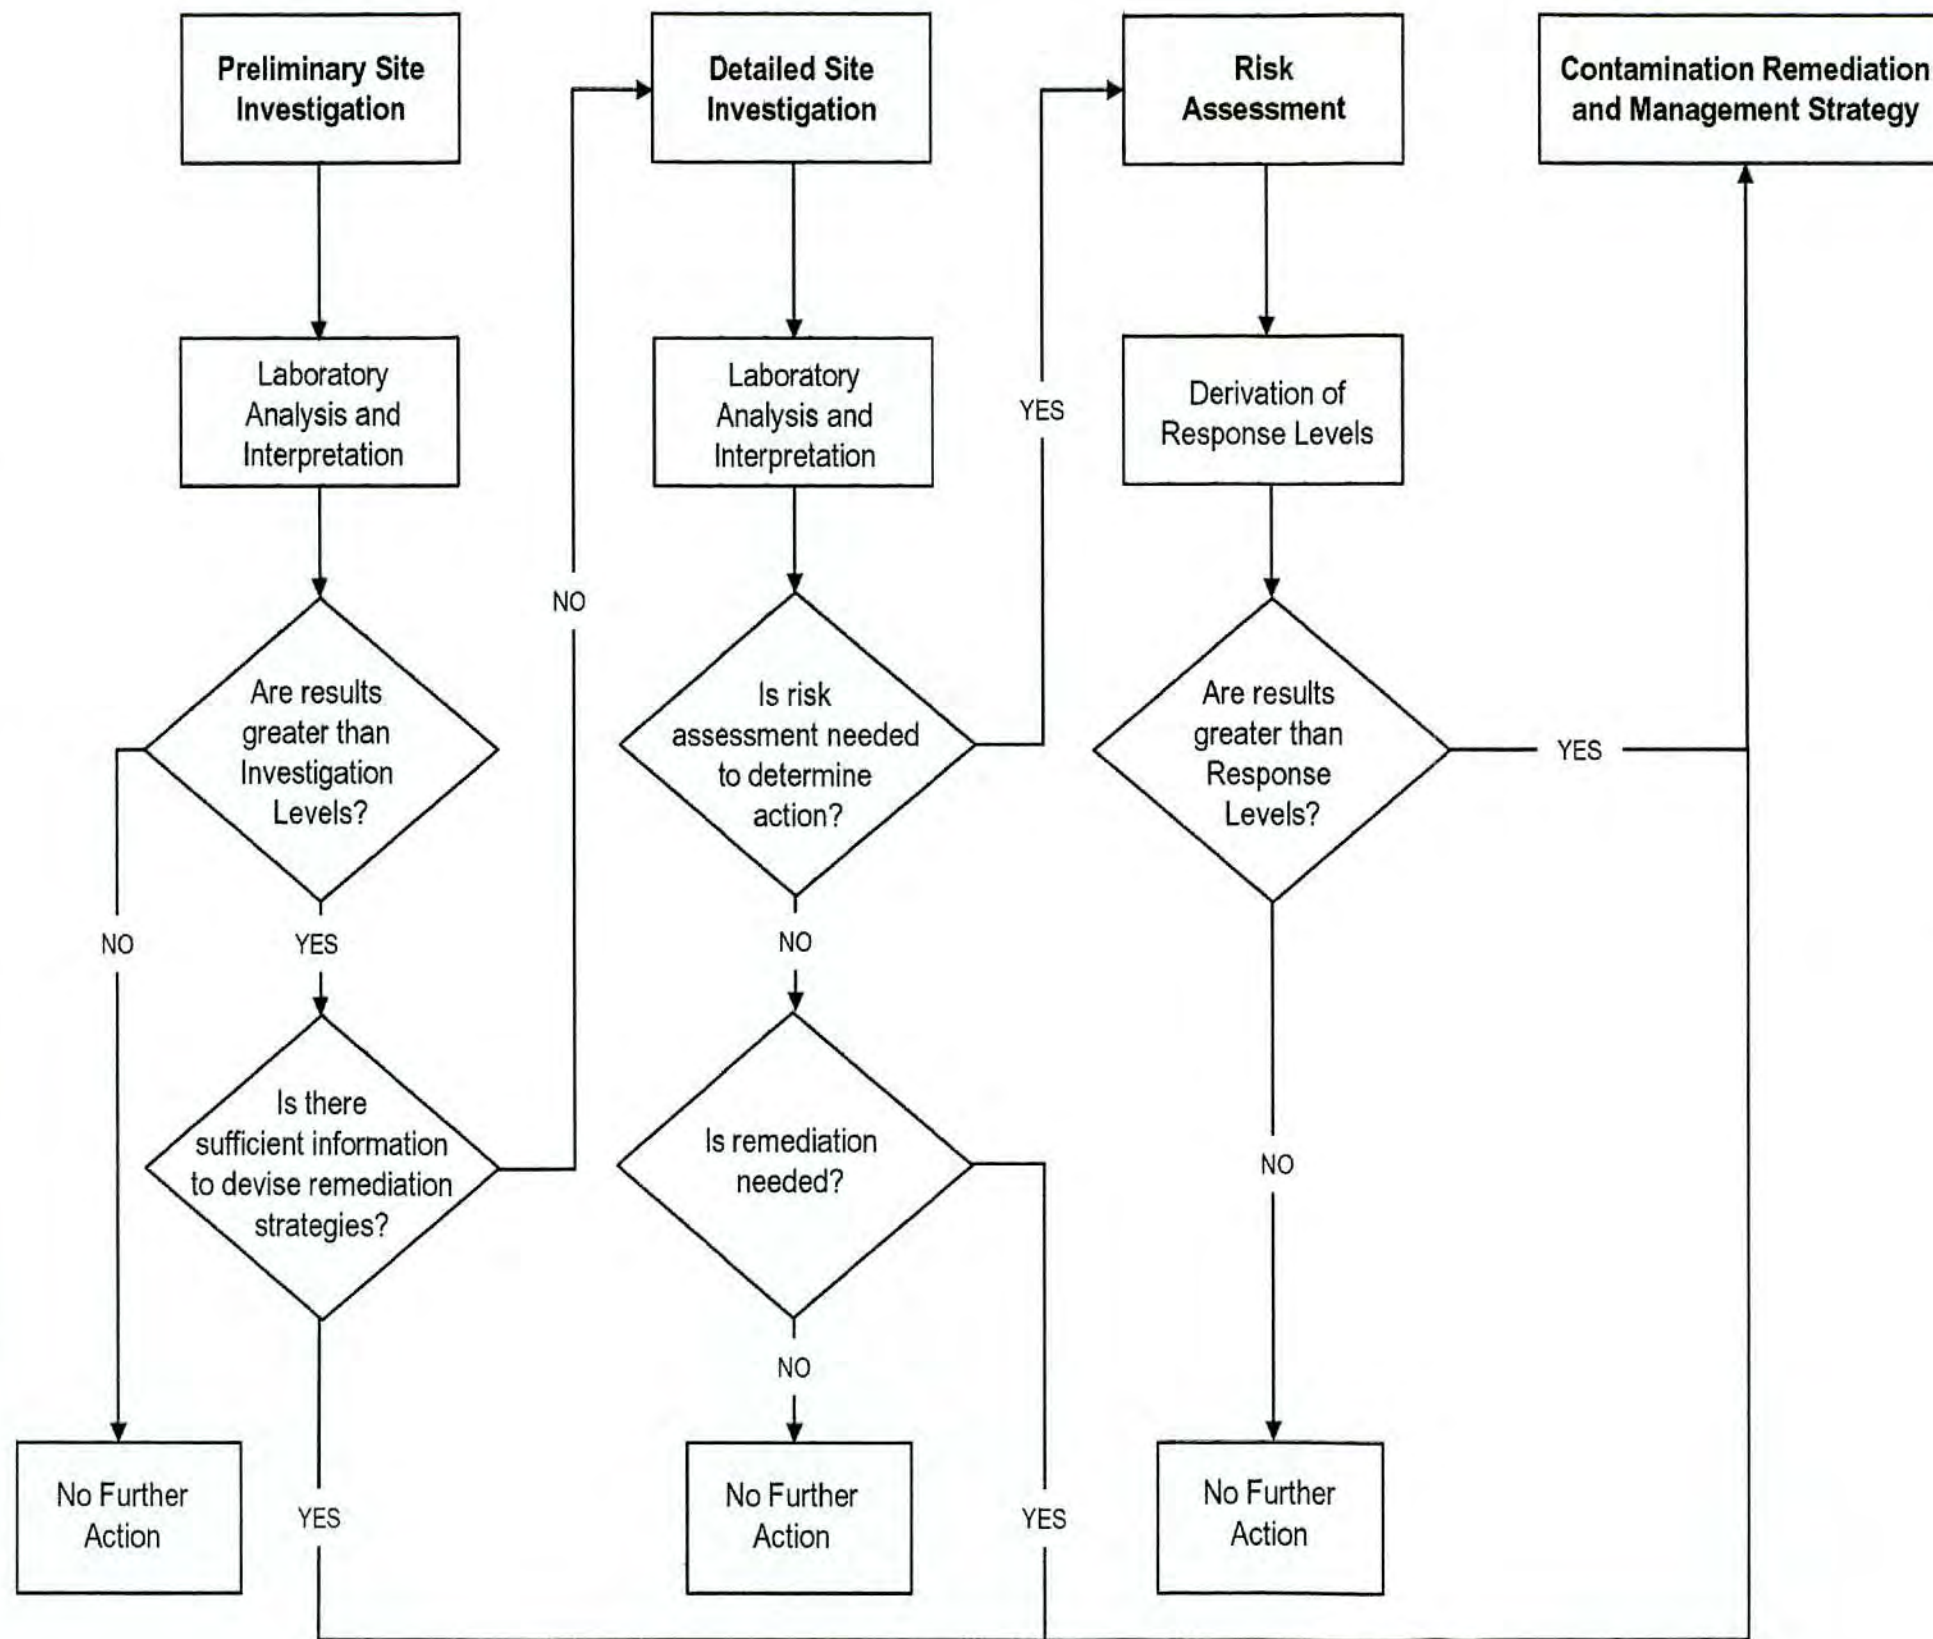 Preliminary Site
Investigation
Laboratory
Analysis and
Interpretation
Are results
greater than
Investigation
Levels?
NO
YES
Is there
sufficient information
to devise remediation
strategies?
No Further
Action
YES
NO
Detailed Site
Investigation
Laboratory
Analysis and
Interpretation
Is risk
assessment needed
to determine
action?
NO
Is remediation
needed?
NO
No Further
Action
YES
YES
Risk
Assessment
Derivation of
Response Levels
Are results
greater than
Response
Levels?
NO
No Further
Action
YES
Contamination Remediation
and Management Strategy